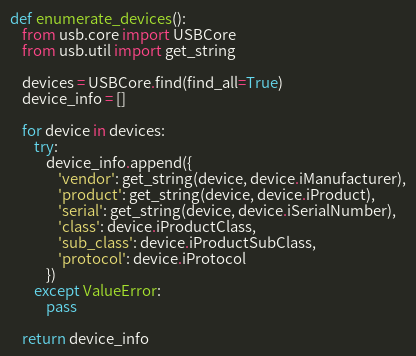 def enumerate_devices():
    from usb.core import USBCore
    from usb.util import get_string

    devices = USBCore.find(find_all=True)
    device_info = []

    for device in devices:
        try:
            device_info.append({
                'vendor': get_string(device, device.iManufacturer),
                'product': get_string(device, device.iProduct),
                'serial': get_string(device, device.iSerialNumber),
                'class': device.iProductClass,
                'sub_class': device.iProductSubClass,
                'protocol': device.iProtocol
            })
        except ValueError:
            pass

    return device_info